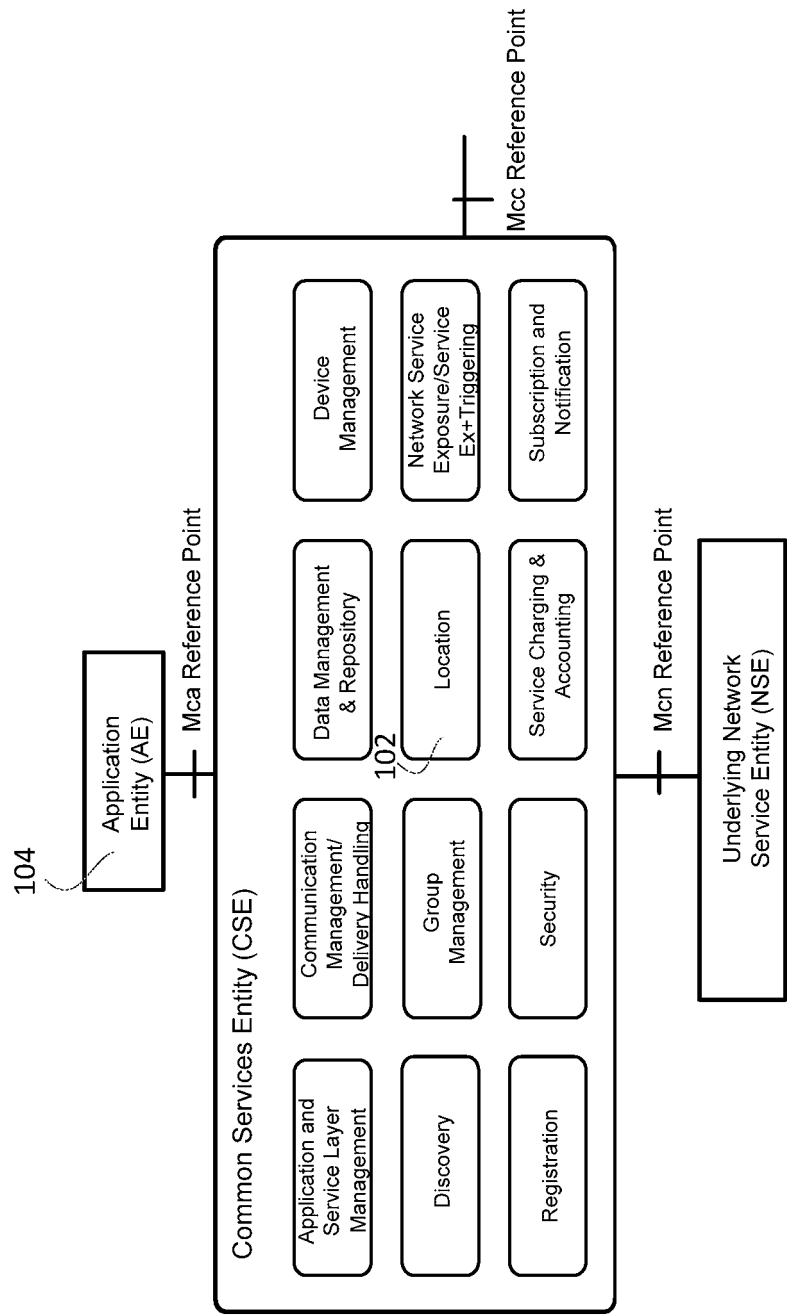 104
Application
Entity (AE)
Mca Reference Point
Common Services Entity (CSE)
Application and
Service Layer
Management
Communication
Management/
Delivery Handling
Data Management
& Repository
Device
Management
Discovery
Group
Management
102
Location
Network Service
Exposure/Service
Ex+Triggering
Registration
Security
Service Charging &
Accounting
Subscription and
Notification
Mcc Reference Point
Mcn Reference Point
Underlying Network
Service Entity (NSE)